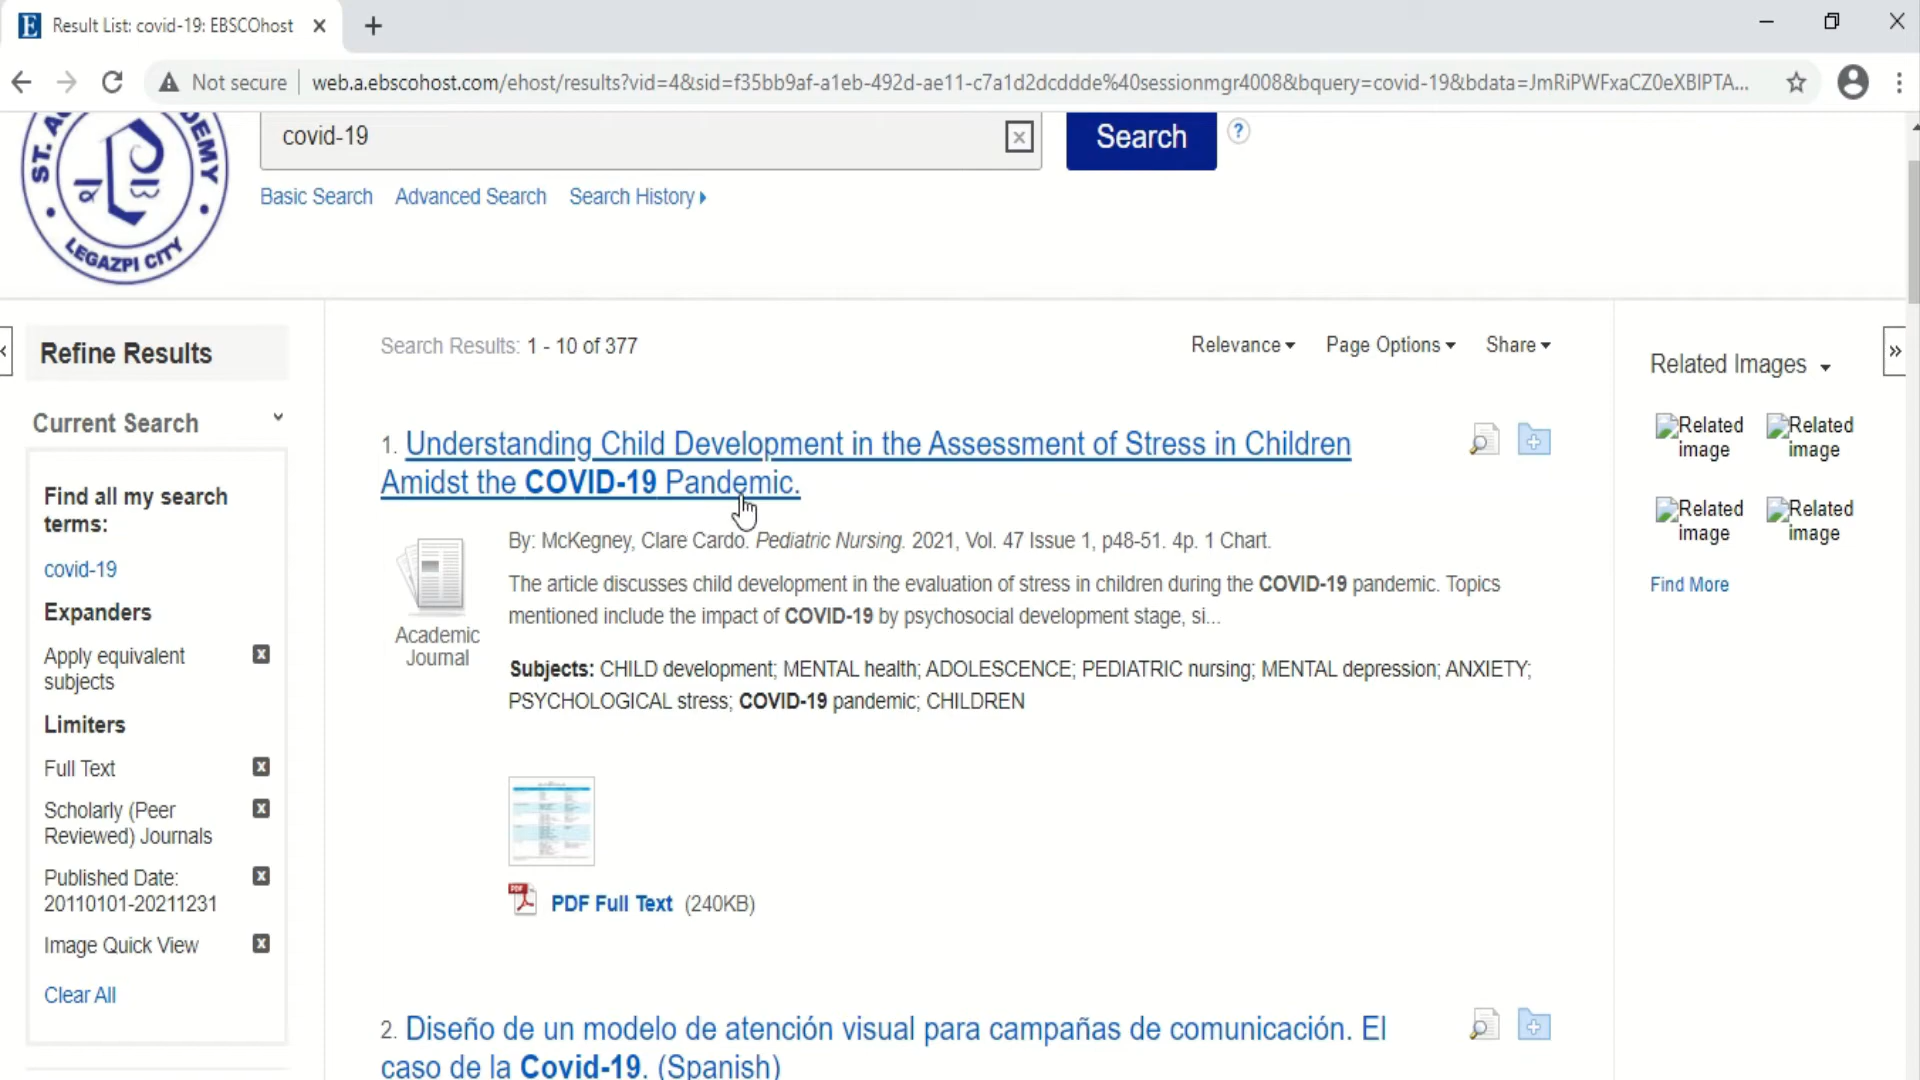 Result List: covid-19: EBSCOhost
Not secure
web.a.ebscohost.com/ehost/results?vid=4&sid=f35bb9af-a1eb-492d-ae11-c7a1d2dcddde%40sessionmgr4008&bquery=covid-19&bdata=JmRiPWFxaCZ0eXBlPTA...
covid-19
Search
Basic Search Advanced Search Search History
LEGAZPI CITY
Refine Results
Current Search
Find all my search
terms:
covid-19
Expanders
Apply equivalent
subjects
Limiters
Full Text
Scholarly (Peer
Reviewed) Journals
Published Date:
20110101-20211231
Image Quick View
Clear All
Search Results: 1 - 10 of 377
Relevance Page Options Share
1. Understanding Child Development in the Assessment of Stress in Children
Amidst the COVID-19 Pandemic.
By: McKegney, Clare Cardo. Pediatric Nursing. 2021, Vol. 47 Issue 1, p48-51. 4p. 1 Chart.
The article discusses child development in the evaluation of stress in children during the COVID-19 pandemic. Topics
mentioned include the impact of COVID-19 by psychosocial development stage, si...
Academic
Journal
Subjects: CHILD development; MENTAL health; ADOLESCENCE; PEDIATRIC nursing; MENTAL depression; ANXIETY;
PSYCHOLOGICAL stress; COVID-19 pandemic; CHILDREN
PDF Full Text (240KB)
2. Diseño de un modelo de atención visual para campañas de comunicación. El
caso de la Covid-19. (Spanish)
Related Images
Related
image
Related
image
Related
image
Related
image
Find More